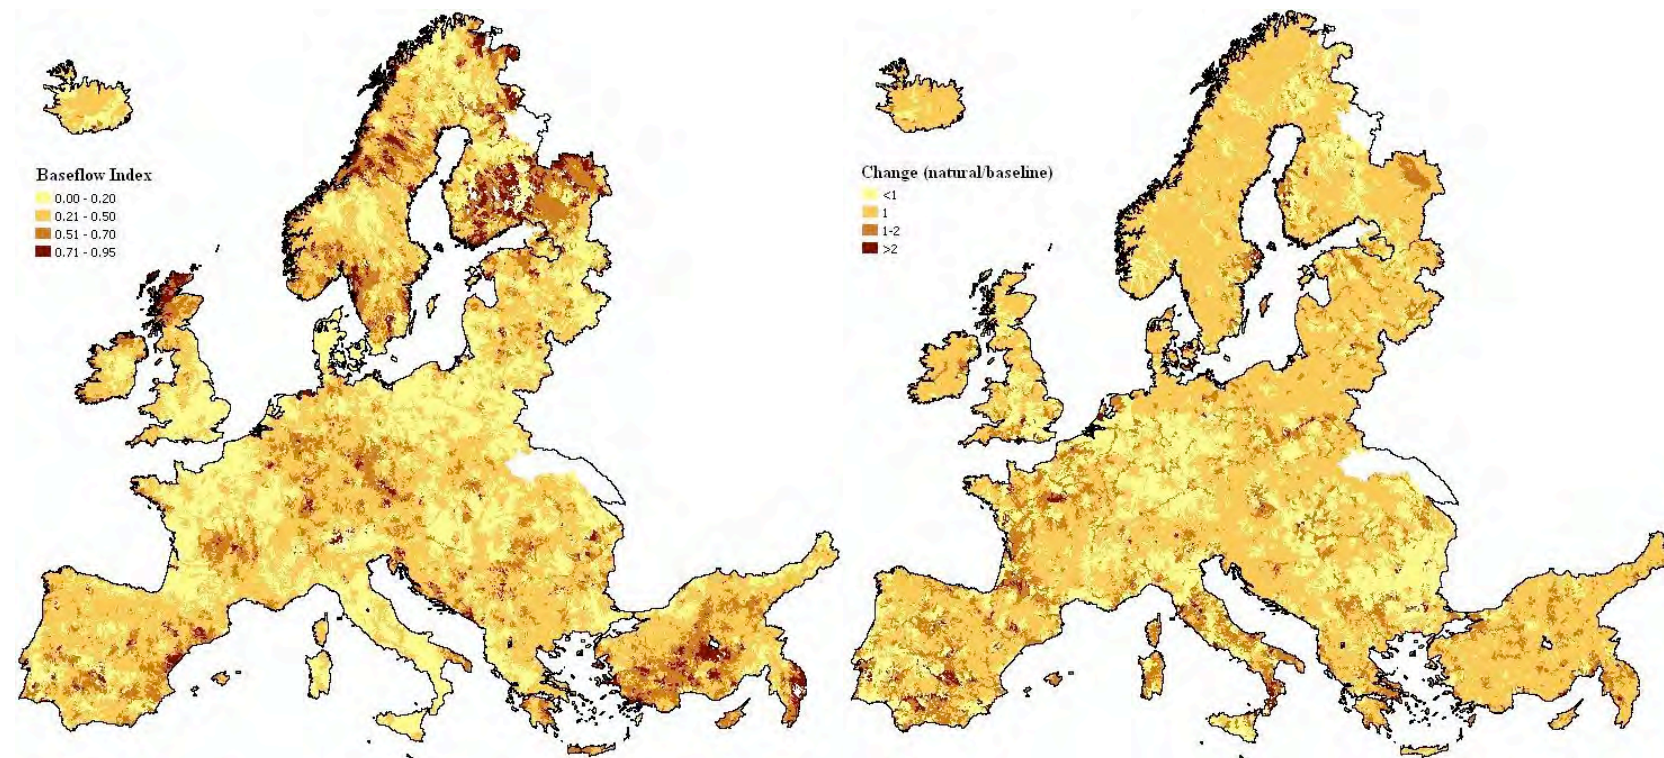 Baseflow Index
0.00 - 0.20
0.21 - 0.50
0.51 - 0.70
0.71 - 0.95
Change (natural/baseline)
<1
1
1-2
>2